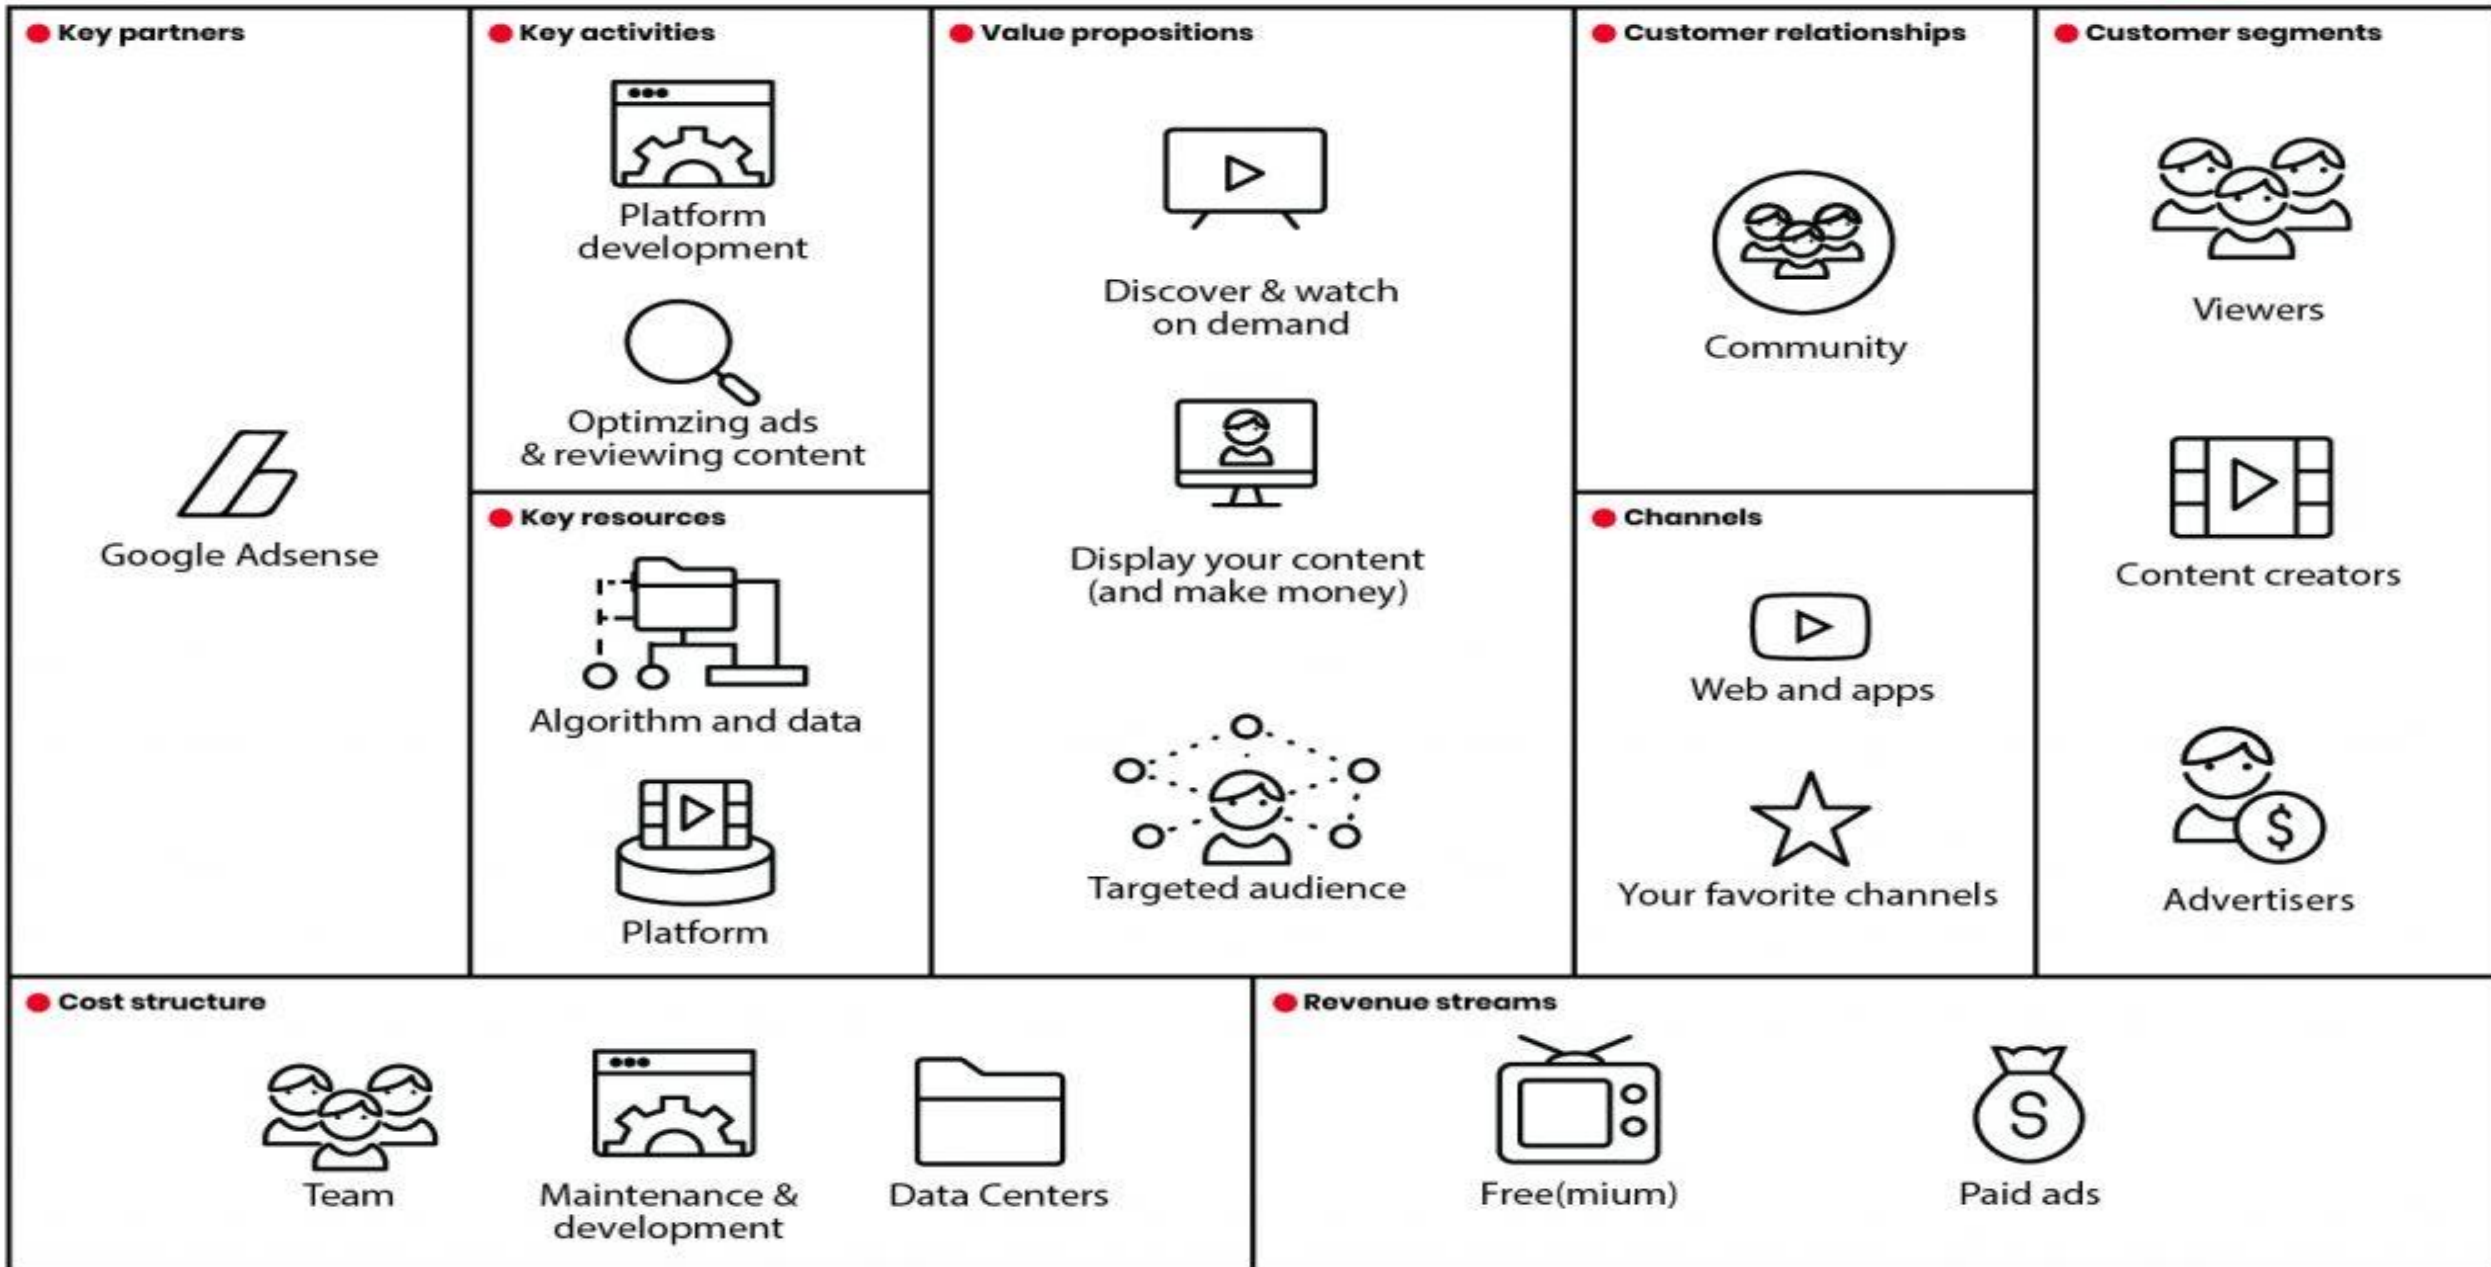 Key partners
Google Adsense
Key activities
Platform
development
Optimzing ads
& reviewing content
Key resources
Algorithm and data
Platform
Value propositions
Discover & watch
on demand
Display your content
(and make money)
Targeted audience
Customer relationships
Community
Channels
Web and apps
Your favorite channels
Customer segments
Viewers
Content creators
$
Advertisers
Cost structure
Team
Maintenance &
development
Data Centers
Revenue streams
Free(mium)
S
Paid ads